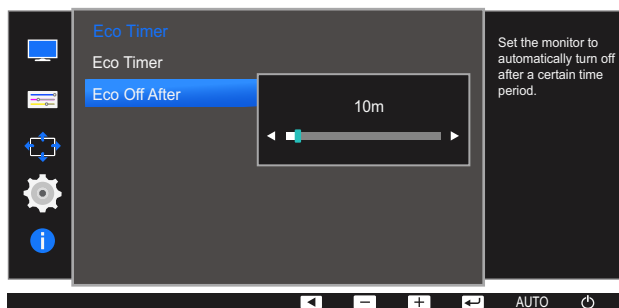 Eco Timer
Eco Timer
Eco Off After
10m
Set the monitor to
automatically turn off
after a certain time
period.
AUTO